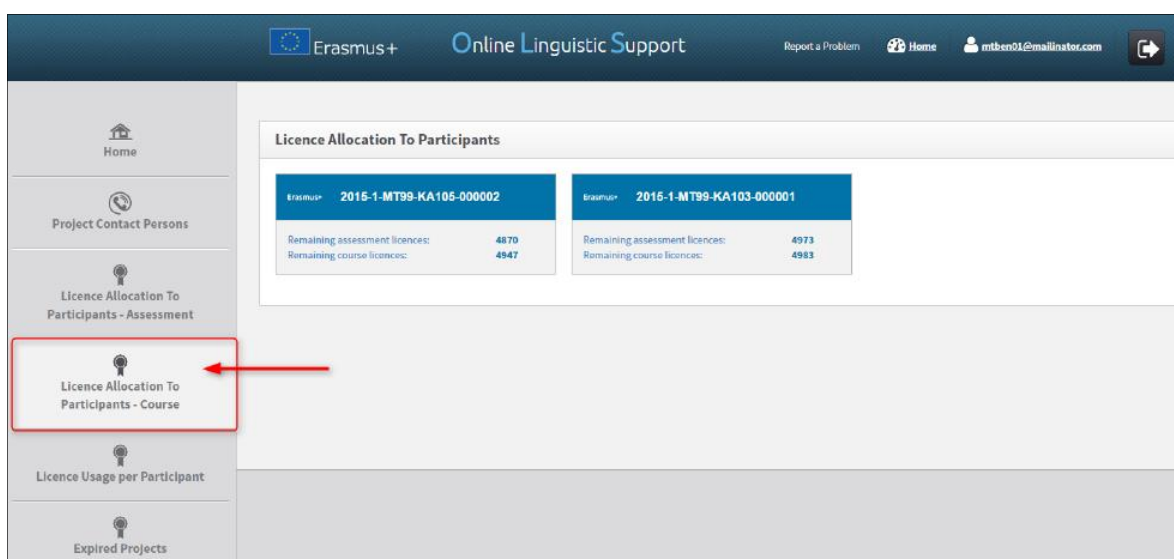 Erasmus+ Online Linguistic Support Report a Problem Home mtben01@mailinator.com
Home
Project Contact Persons
Licence Allocation To
Participants - Assessment
Licence Allocation To
Participants - Course
Licence Usage per Participant
Expired Projects
Licence Allocation To Participants
Erasmus+ 2015-1-MT99-KA105-000002
Remaining assessment licences: 4870
Remaining course licences: 4947
Erasmus+ 2015-1-MT99-KA103-000001
Remaining assessment licences: 4973
Remaining course licences: 4983